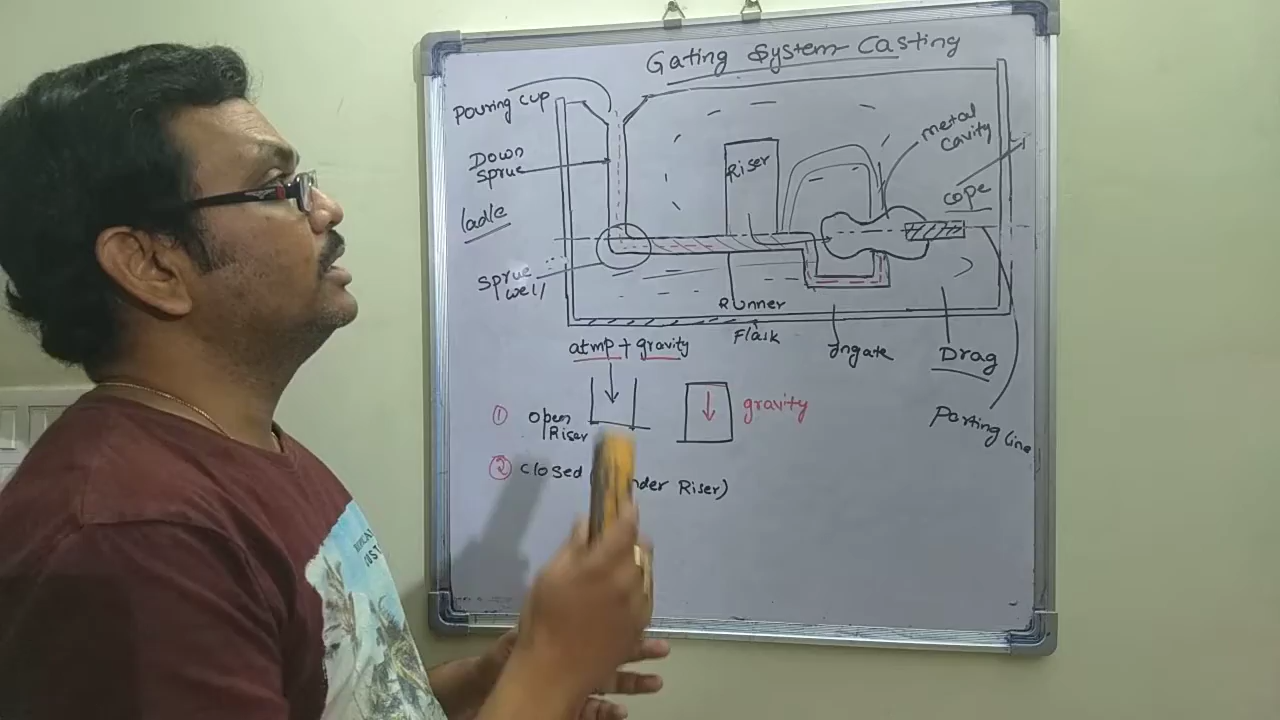 Gating System Casting
Pouring cup
Down
sprue
ladle
Sprue
well
Riser
metal
cavity
cope
Runner
Flask
Ingate
Drag
Parting line
atmp + gravity
① open
Riser
gravity
② closed
Riser)